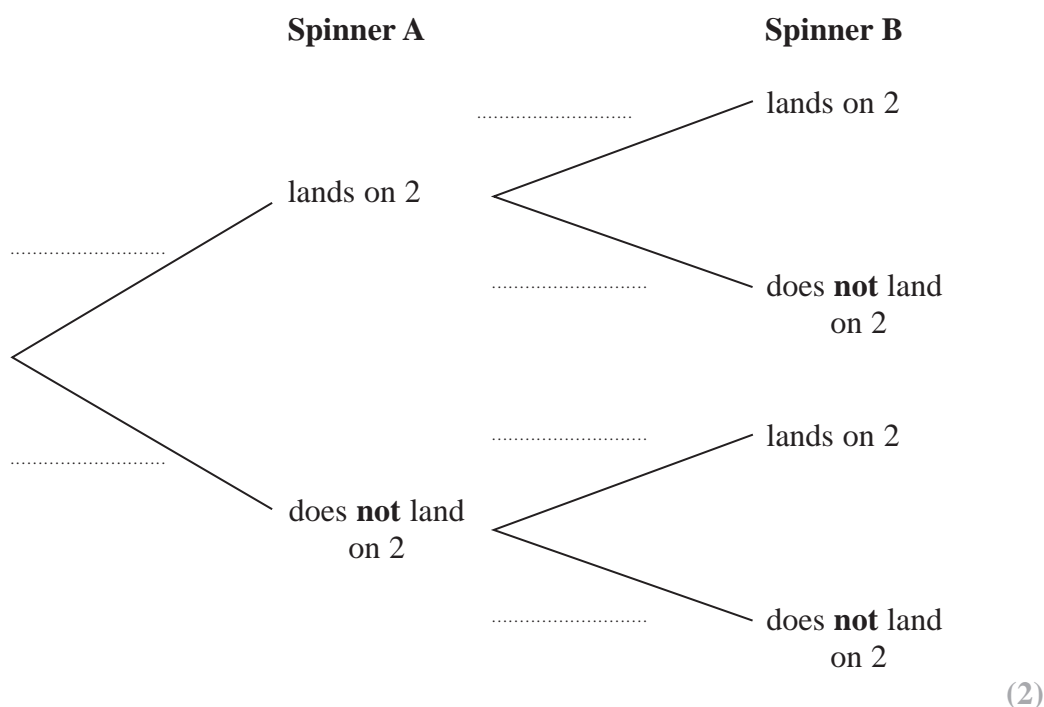 Spinner A Spinner B
lands on 2
lands on 2
does not land
on 2
lands on 2
does not land
on 2
does not land
on 2
(2)